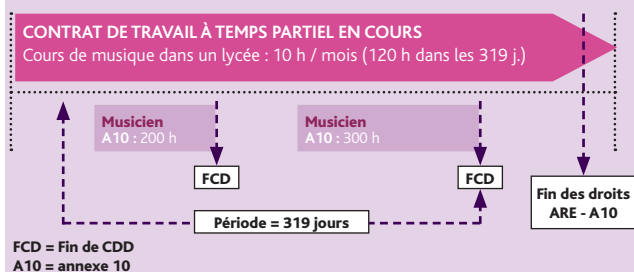 CONTRAT DE TRAVAIL À TEMPS PARTIEL EN COURS
Cours de musique dans un lycée : 10 h / mois (120 h dans les 319 j.)
Musicien
A10 : 200 h
Musicien
A10 : 300 h
FCD
FCD
Fin des droits
ARE - A10
Période = 319 jours
FCD = Fin de CDD
A10 = annexe 10